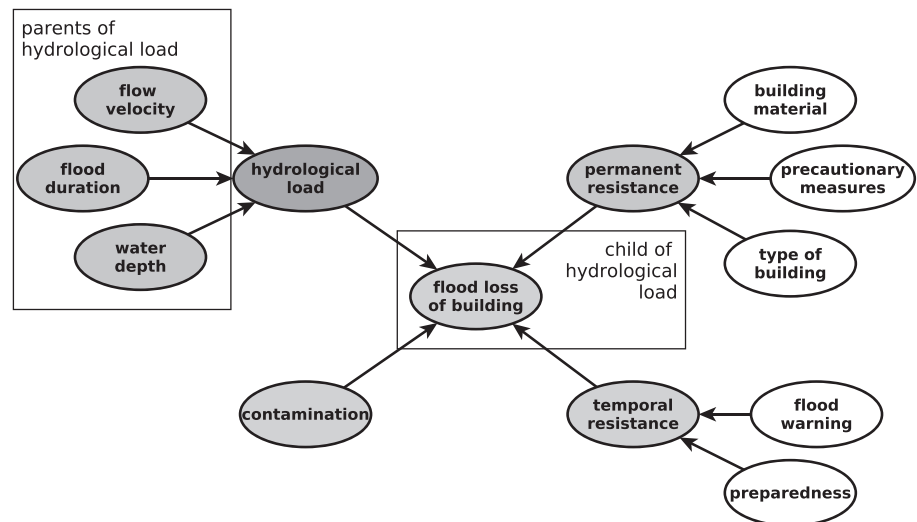 parents of
hydrological load
flow
velocity
flood
duration
water
depth
hydrological
load
building
material
permanent
resistance
precautionary
measures
type of
building
child of
hydrological
load
flood loss
of building
contamination
temporal
resistance
flood
warning
preparedness